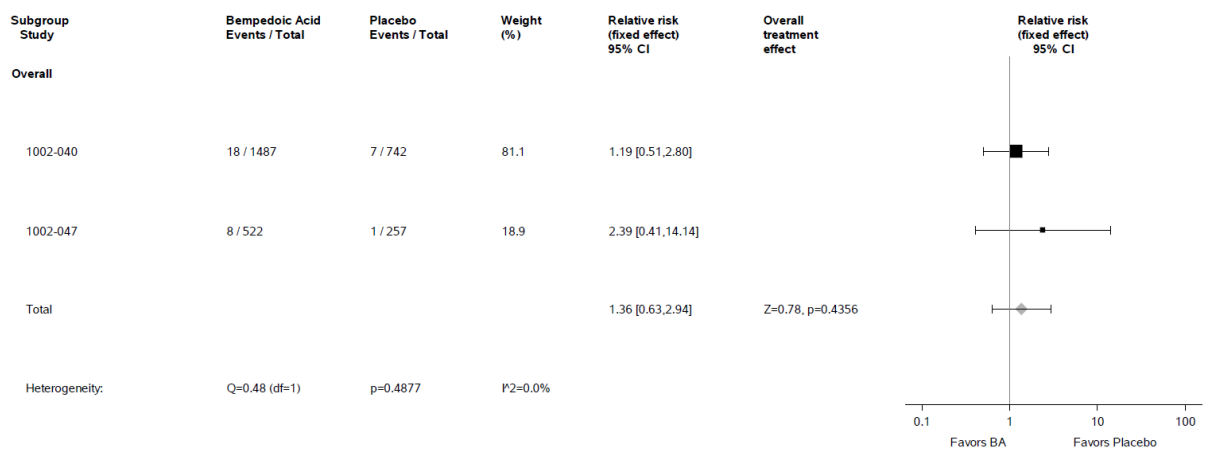 Subgroup Bempedoic Acid Placebo Weight Relative risk Overall Relative risk
Study Events / Total Events / Total (%) (fixed effect) treatment (fixed effect)
95% CI effect 95% CI
Overall
1002-040 18 / 1487 7 / 742 81.1 1.19 [0.51,2.80]
1002-047 8 / 522 1 / 257 18.9 2.39 [0.41,14.14]
Total 1.36 [0.63,2.94] Z=0.78, p=0.4356
Heterogeneity: Q=0.48 (df=1) p=0.4877 I^2=0.0%
0.1 1 10 100
Favors BA Favors Placebo